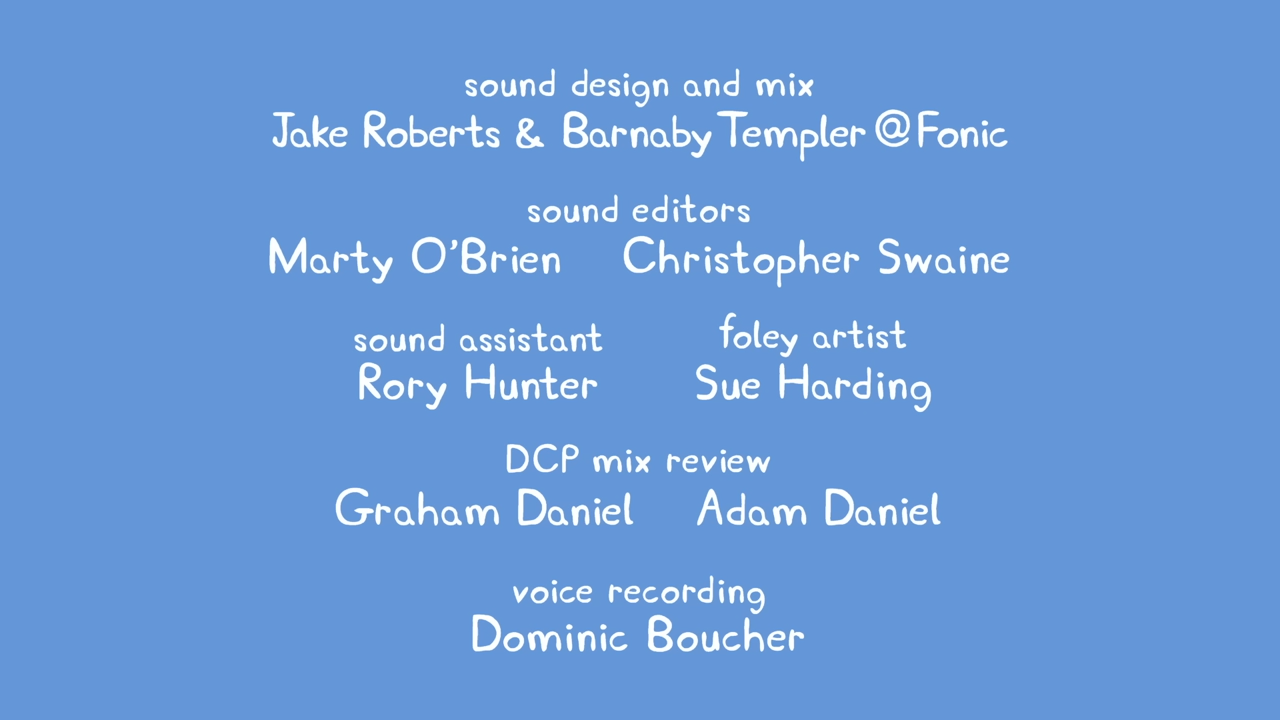 sound design and mix
Jake Roberts & Barnaby Templer @Fonic
sound editors
Marty O'Brien Christopher Swaine
sound assistant foley artist
Rory Hunter Sue Harding
DCP mix review
Graham Daniel Adam Daniel
voice recording
Dominic Boucher